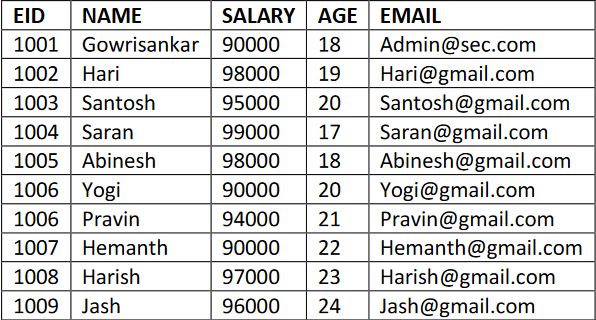 EID NAME SALARY AGE EMAIL
1001 Gowrisankar 90000 18 Admin@sec.com
1002 Hari 98000 19 Hari@gmail.com
1003 Santosh 95000 20 Santosh@gmail.com
1004 Saran 99000 17 Saran@gmail.com
1005 Abinesh 98000 18 Abinesh@gmail.com
1006 Yogi 90000 20 Yogi@gmail.com
1006 Pravin 94000 21 Pravin@gmail.com
1007 Hemanth 90000 22 Hemanth@gmail.com
1008 Harish 97000 23 Harish@gmail.com
1009 Jash 96000 24 Jash@gmail.com